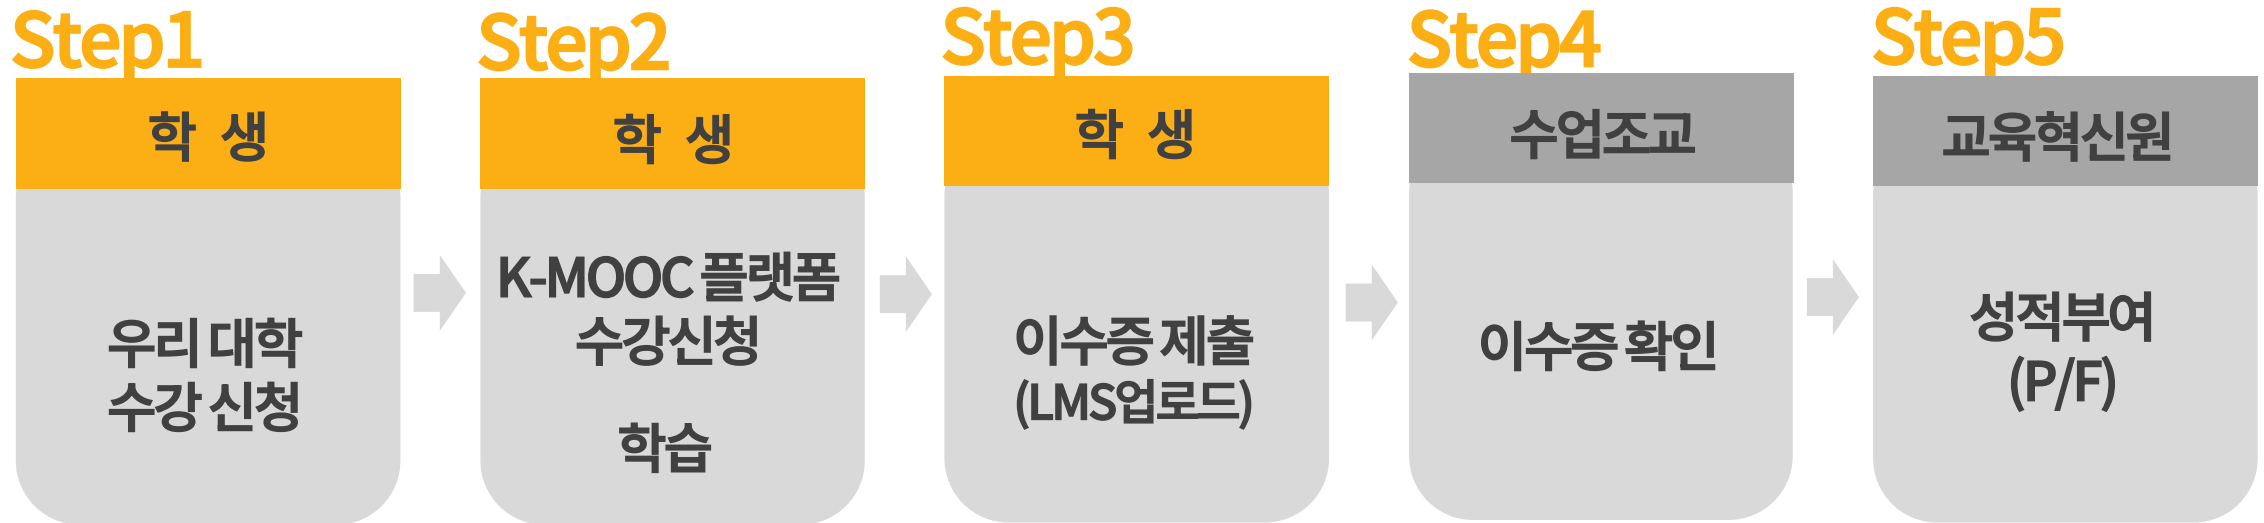 Step1
학 생
우리 대학
수강 신청
Step2
학 생
K-MOOC 플랫폼
수강신청
학습
Step3
학 생
이수증 제출
(LMS업로드)
Step4
수업조교
이수증 확인
Step5
교육혁신원
성적부여
(P/F)